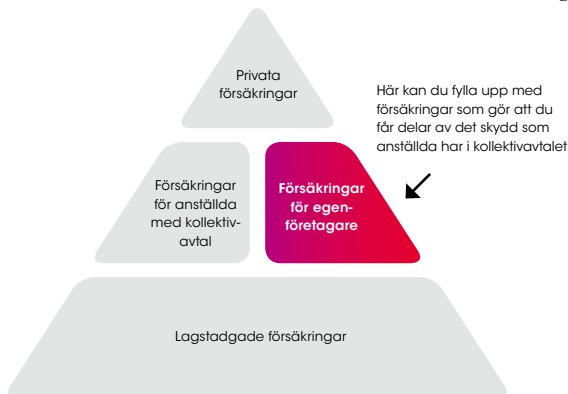 Privata
försäkringar
Här kan du fylla upp med
försäkringar som gör att du
får delar av det skydd som
anställda har i kollektivavtalet
Försäkringar
för anställda
med kollektiv-
avtal
Försäkringar
för egen-
företagare
Lagstadgade försäkringar